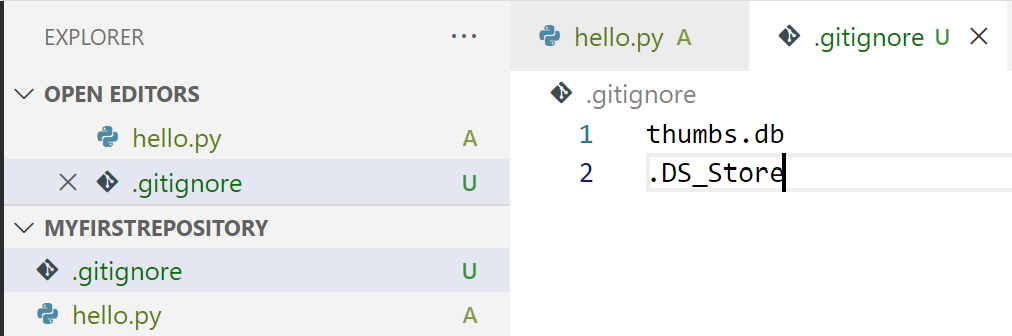 EXPLORER ···
OPEN EDITORS
hello.py A
.gitignore U
MYFIRSTREPOSITORY
.gitignore U
hello.py A
hello.py A .gitignore U
.gitignore
1 thumbs.db
2 .DS_Store